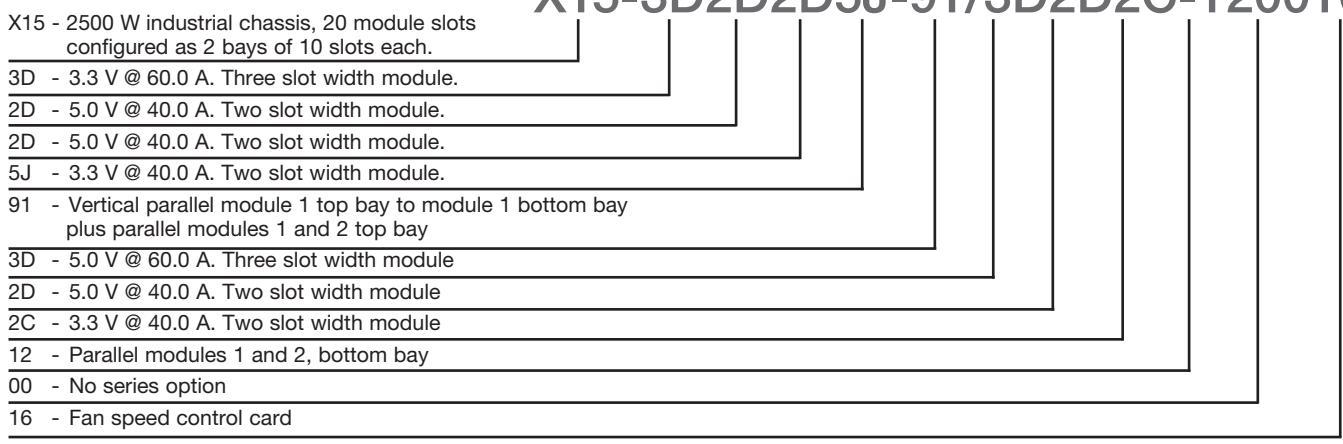 X15-3D2D2D5J-91/3D2D2C-120016
X15 - 2500 W industrial chassis, 20 module slots
configured as 2 bays of 10 slots each.
3D - 3.3 V @ 60.0 A. Three slot width module.
2D - 5.0 V @ 40.0 A. Two slot width module.
2D - 5.0 V @ 40.0 A. Two slot width module.
5J - 3.3 V @ 40.0 A. Two slot width module.
91 - Vertical parallel module 1 top bay to module 1 bottom bay
plus parallel modules 1 and 2 top bay
3D - 5.0 V @ 60.0 A. Three slot width module
2D - 5.0 V @ 40.0 A. Two slot width module
2C - 3.3 V @ 40.0 A. Two slot width module
12 - Parallel modules 1 and 2, bottom bay
00 - No series option
16 - Fan speed control card